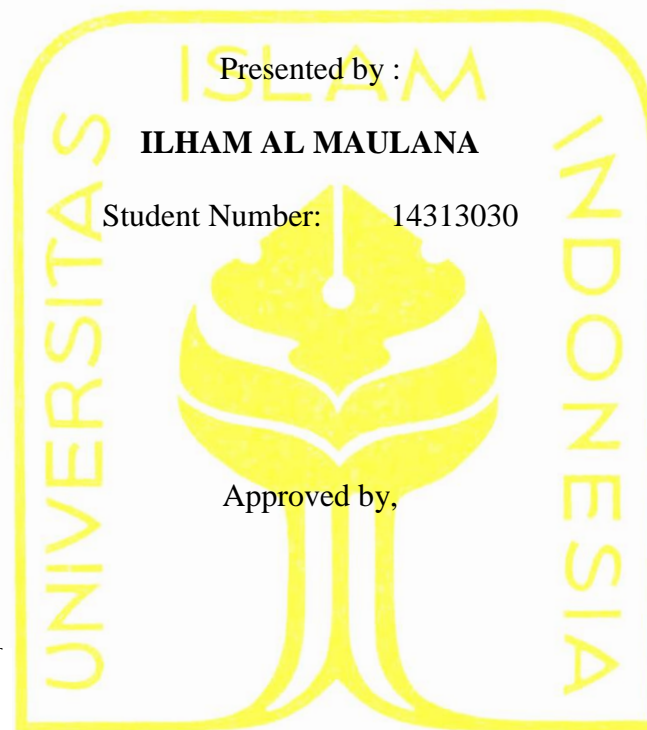 Presented by :
ILHAM AL MAULANA
Student Number: 14313030
Approved by,
UNIVERSITAS ISLAM INDONESIA